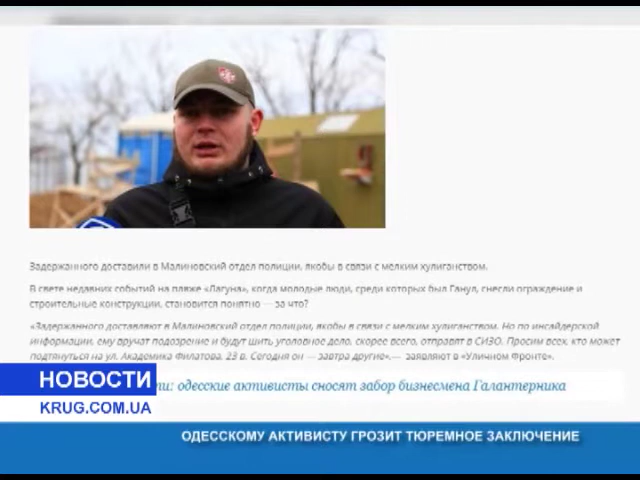 Задержанного доставили в Малиновский отдел полиции, якобы в связи с мелким хулиганством.
В свете недавних событий на пляже «Лагуна», когда молодые люди, среди которых был Ганул, снесли ограждение и
строительные конструкции, становится понятно — за что?
«Задержанного доставляют в Малиновский отдел полиции, якобы в связи с мелким хулиганством. Но по инсайдерской
информации, ему вручат подозрение и будут шить уголовное дело, скорее всего, отправят в СИЗО. Просим всех, кто может
подтянуться на ул. Академика Филатова, 23 в. Сегодня он — завтра другие».— заявляют в «Уличном Фронте».
ти: одесские активисты сносят забор бизнесмена Галантерника
НОВОСТИ
KRUG.COM.UA
ОДЕССКОМУ АКТИВИСТУ ГРОЗИТ ТЮРЕМНОЕ ЗАКЛЮЧЕНИЕ